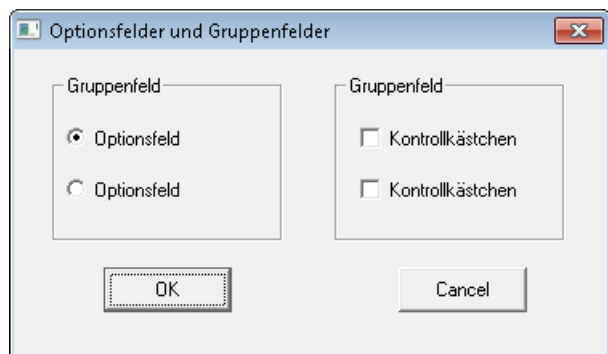 Optionsfelder und Gruppenfelder
Gruppenfeld
Optionsfeld
Optionsfeld
Gruppenfeld
Kontrollkästchen
Kontrollkästchen
OK
Cancel